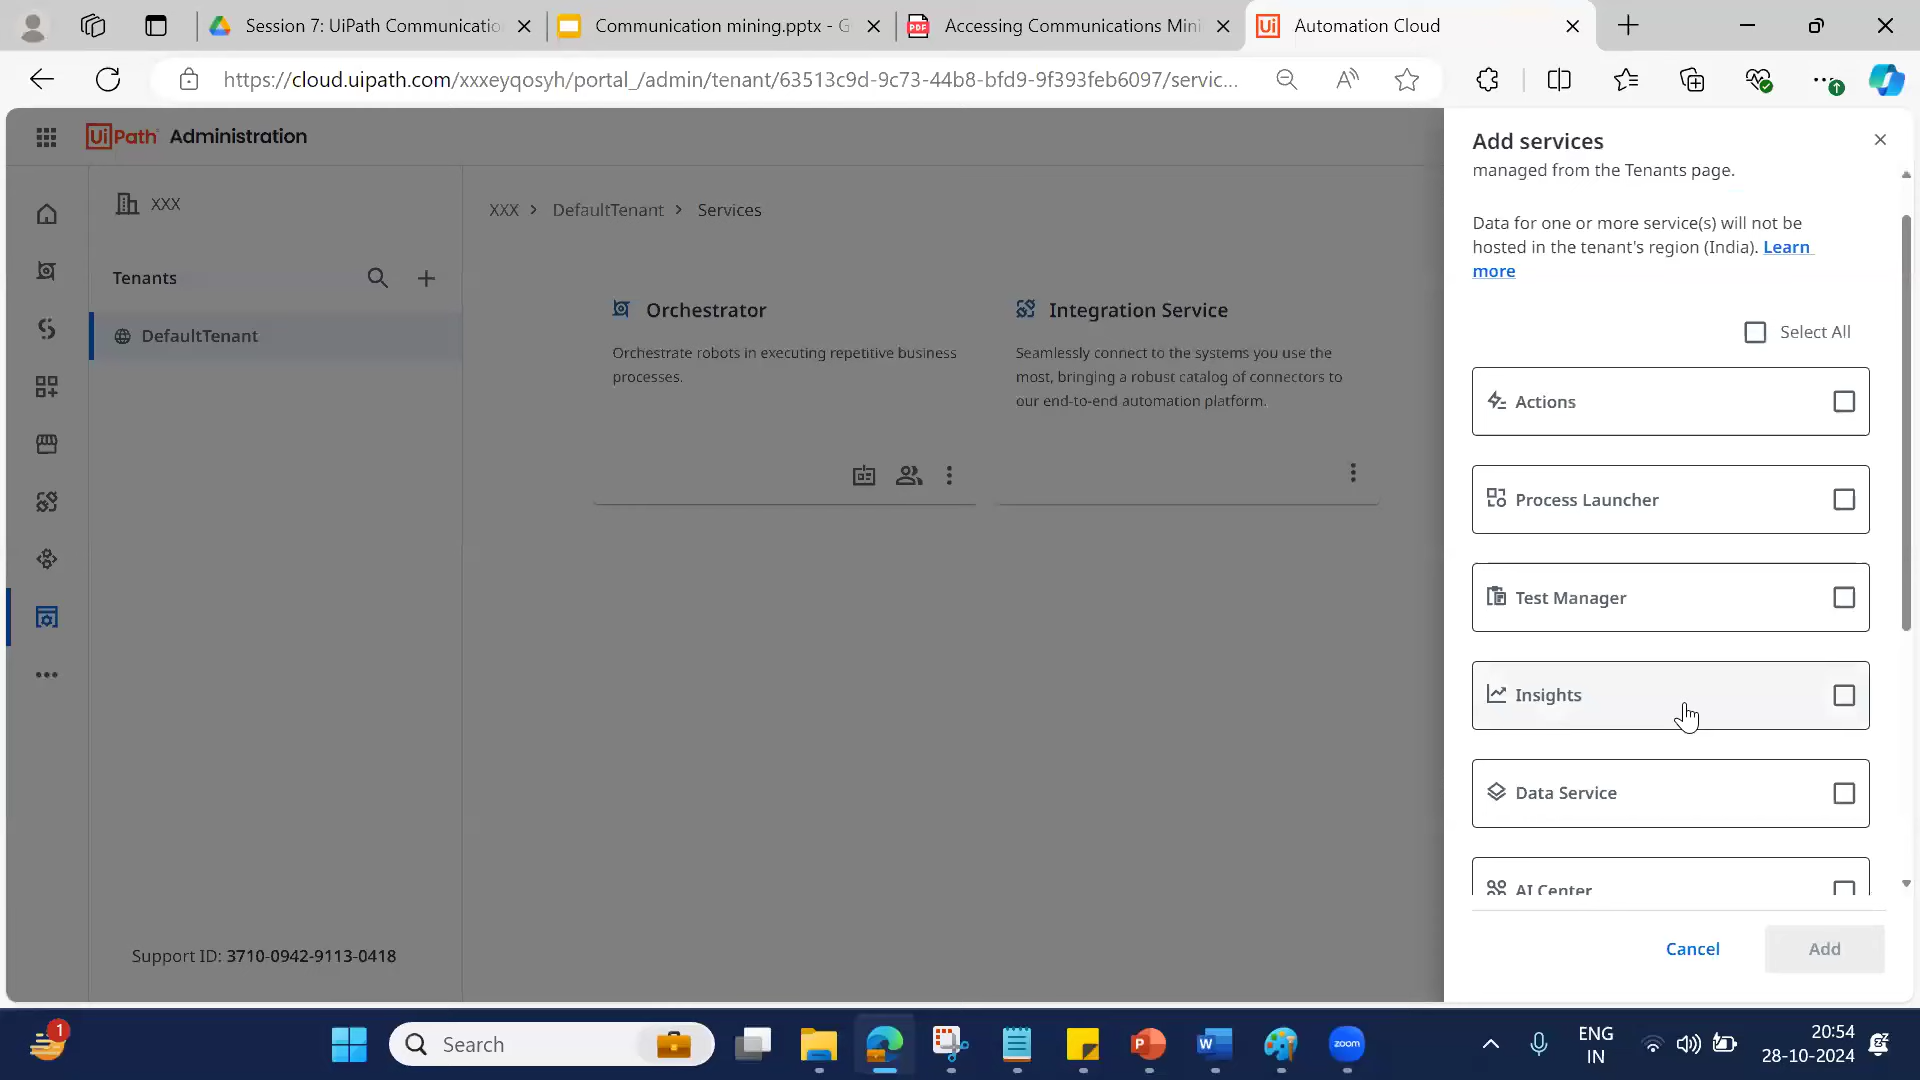 Session 7: UiPath Communicatio
Communication mining.pptx - G
Accessing Communications Mini
Automation Cloud
https://cloud.uipath.com/xxxeyqosyh/portal_/admin/tenant/63513c9d-9c73-44b8-bfd9-9f393feb6097/servic...
UiPath Administration
XXX
Tenants
DefaultTenant
Support ID: 3710-0942-9113-0418
XXX > DefaultTenant > Services
Orchestrator
Orchestrate robots in executing repetitive business
processes.
Integration Service
Seamlessly connect to the systems you use the
most, bringing a robust catalog of connectors to
our end-to-end automation platform.
Add services
managed from the Tenants page.
Data for one or more service(s) will not be
hosted in the tenant's region (India). Learn
more
Select All
Actions
Process Launcher
Test Manager
Insights
Data Service
AI Center
Cancel
Add
1
Search
zoom
ENG
IN
20:54
28-10-2024